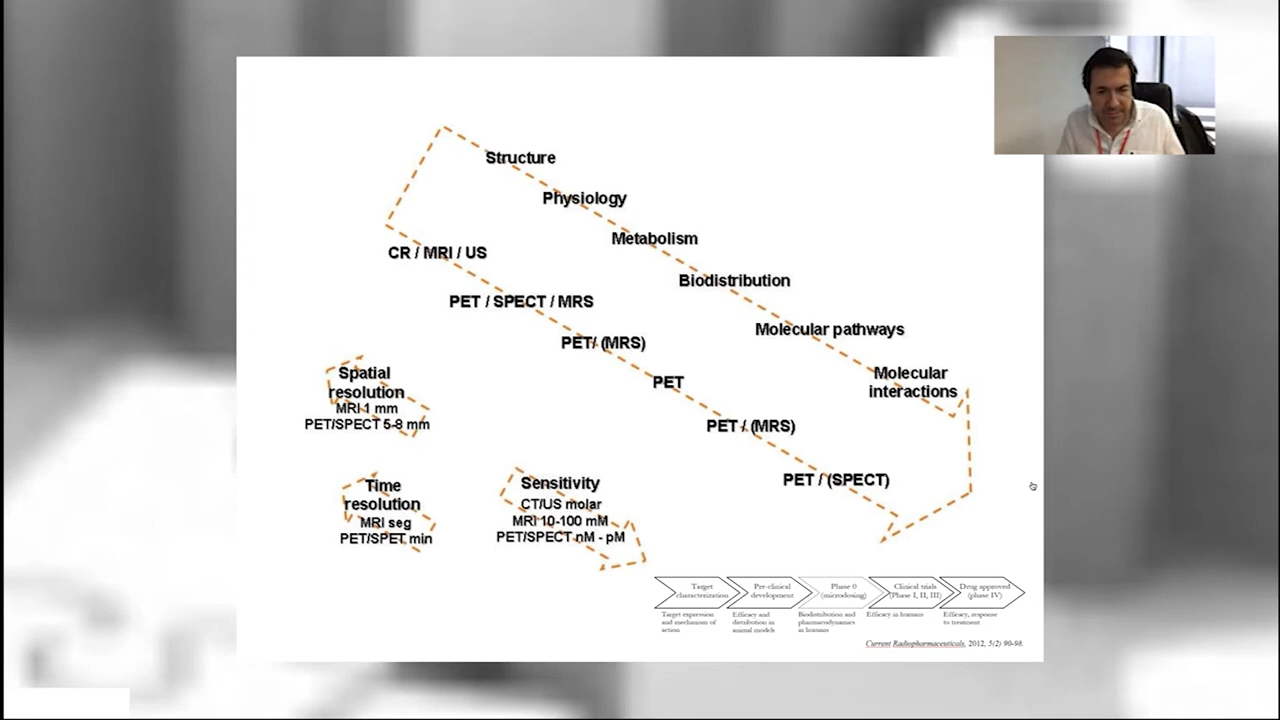 Structure
Physiology
Metabolism
Biodistribution
Molecular pathways
Molecular
interactions
CR / MRI / US
PET / SPECT / MRS
PET/ (MRS)
PET
PET / (MRS)
PET / (SPECT)
Spatial
resolution
MRI 1 mm
PET/SPECT 5-8 mm
Time
resolution
MRI seg
PET/SPET min
Sensitivity
CT/US molar
MRI 10-100 mM
PET/SPECT nM - pM
Target
characterization
Pre-clinical
development
Phase 0
(microdosing)
Clinical trials
(Phase I, II, III)
Drug approved
(phase IV)
Target expression
and mechanism of
action
Efficacy and
distribution in
animal models
Biodistribution and
pharmacodynamics
in humans
Efficacy in humans
Efficacy, response
to treatment
Current Radiopharmaceuticals, 2012, 5(2) 90-98.